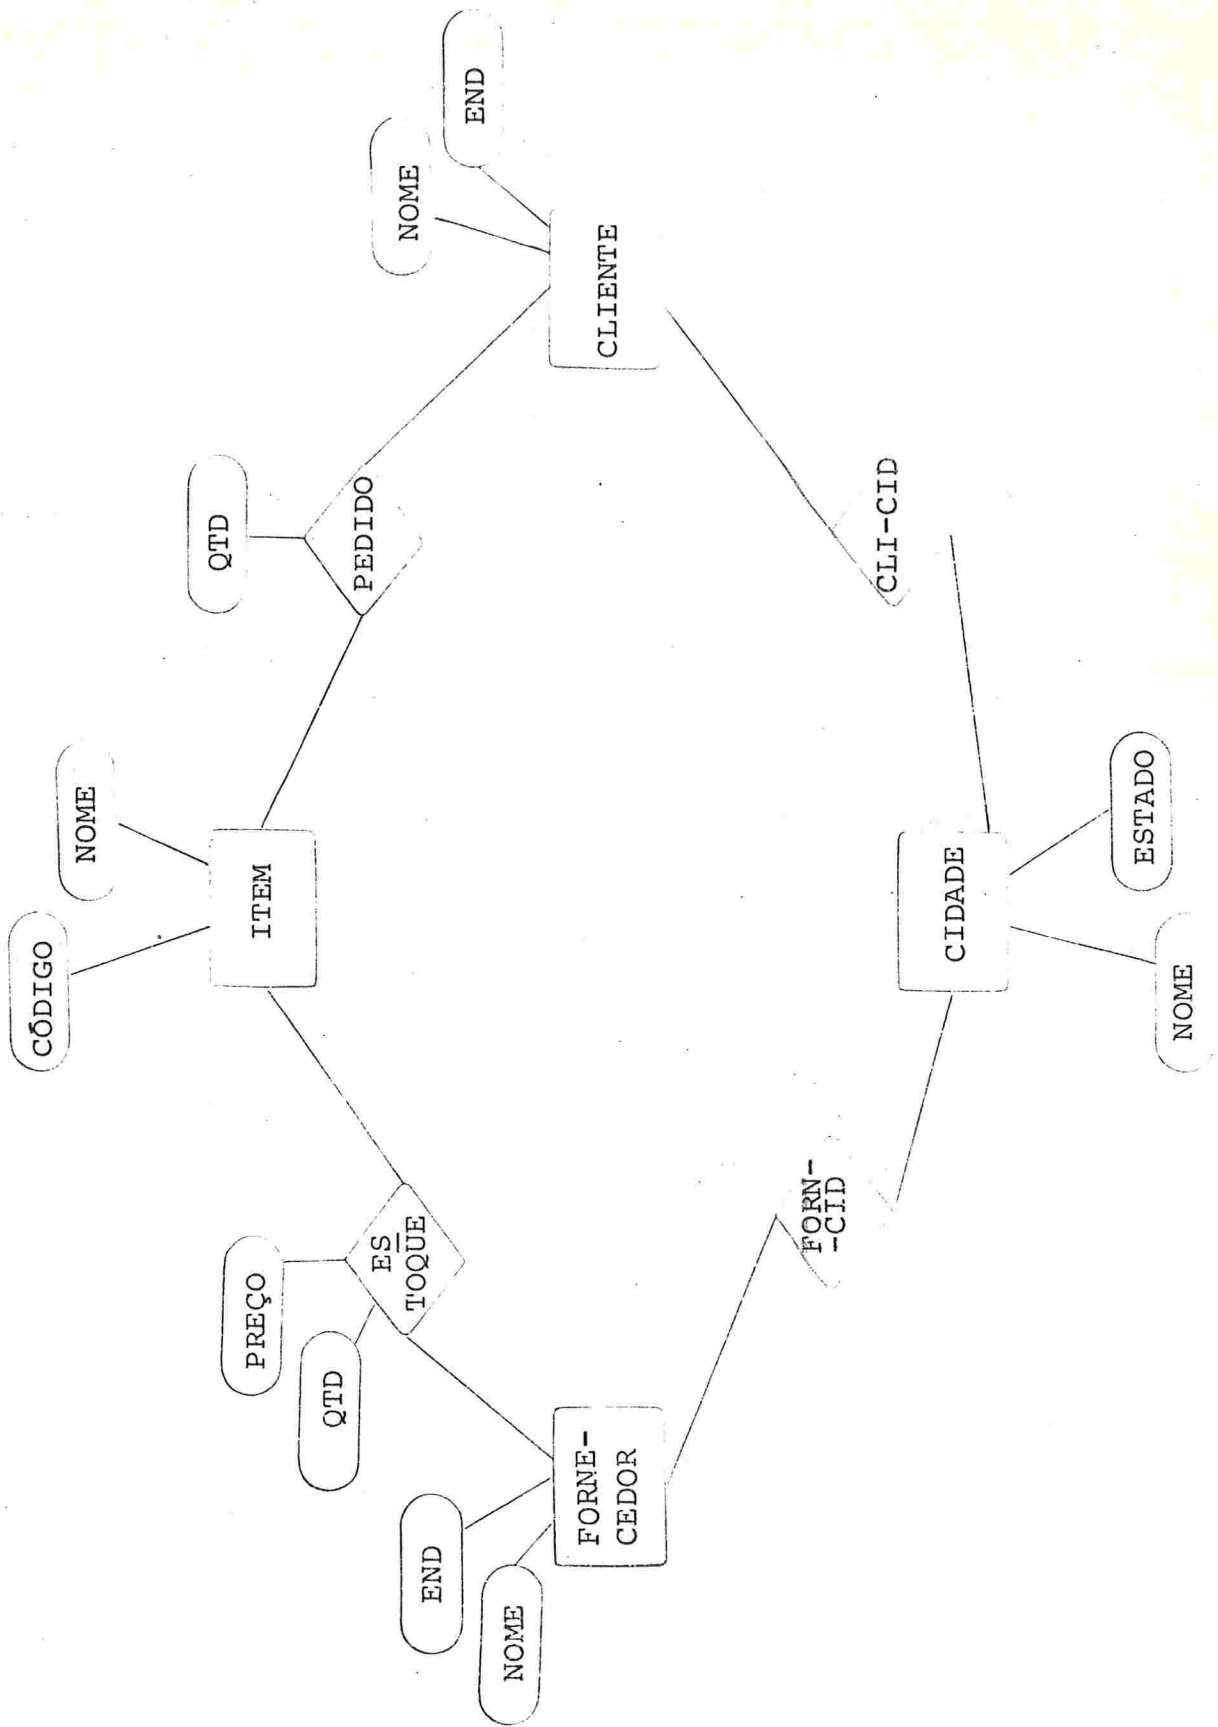 CÓDIGO
NOME
PREÇO
QTD
ITEM
QTD
ES
TOQUE
PEDIDO
END
NOME
NOME
END
FORNE-
CEDOR
CLIENTE
FORN-
-CID
CLI-CID
CIDADE
NOME
ESTADO